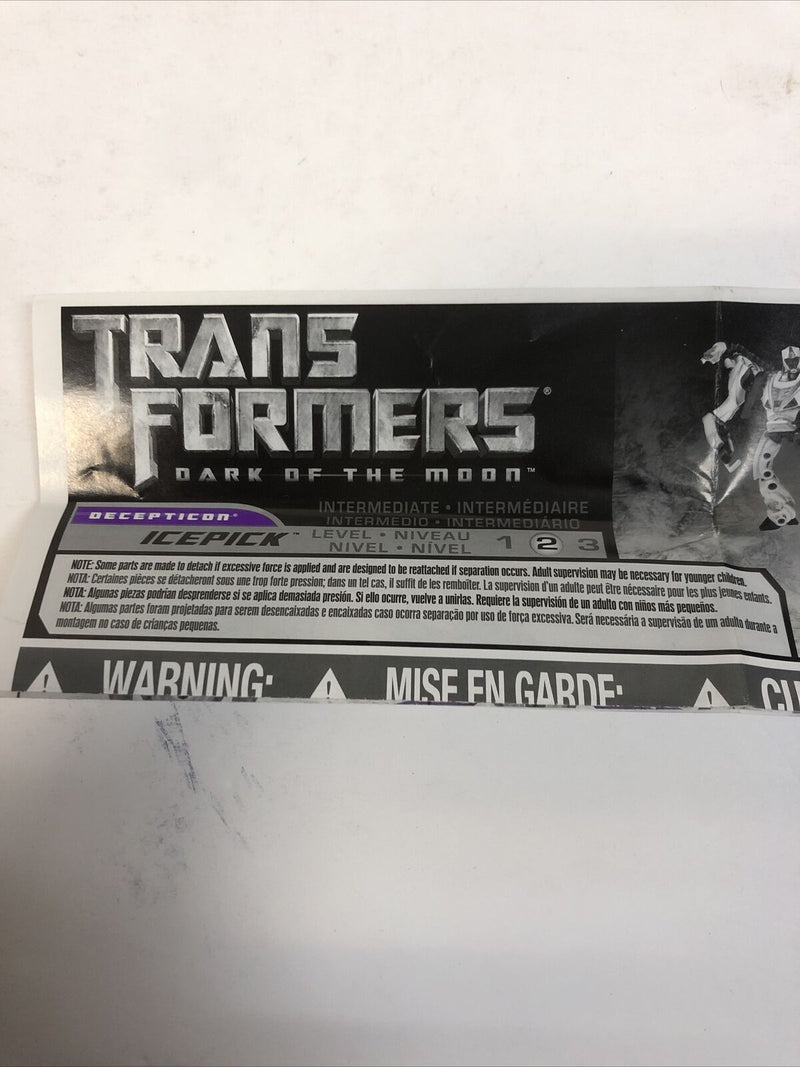 TRANS
FORMERS®
DARK OF THE MOON™
DECEPTICON®
ICEPICK™
INTERMEDIATE • INTERMÉDIAIRE
INTERMEDIO • INTERMEDIÁRIO
LEVEL • NIVEAU
NIVEL • NÍVEL
1 2 3
NOTE: Some parts are made to detach if excessive force is applied and are designed to be reattached if separation occurs. Adult supervision may be necessary for younger children.
NOTA: Certaines pièces se détacheront sous une trop forte pression; dans un tel cas, il suffit de les remboîter. La supervision d'un adulte peut être nécessaire pour les plus jeunes enfants.
NOTA: Algunas piezas podrían desprenderse si se aplica demasiada presión. Si ello ocurre, vuelve a unirlas. Requiere la supervisión de un adulto con niños más pequeños.
NOTA: Algumas partes foram projetadas para serem desencaixadas e encaixadas caso ocorra separação por uso de força excessiva. Será necessária a supervisão de um adulto durante a
montagem no caso de crianças pequenas.
WARNING: MISE EN GARDE: CU